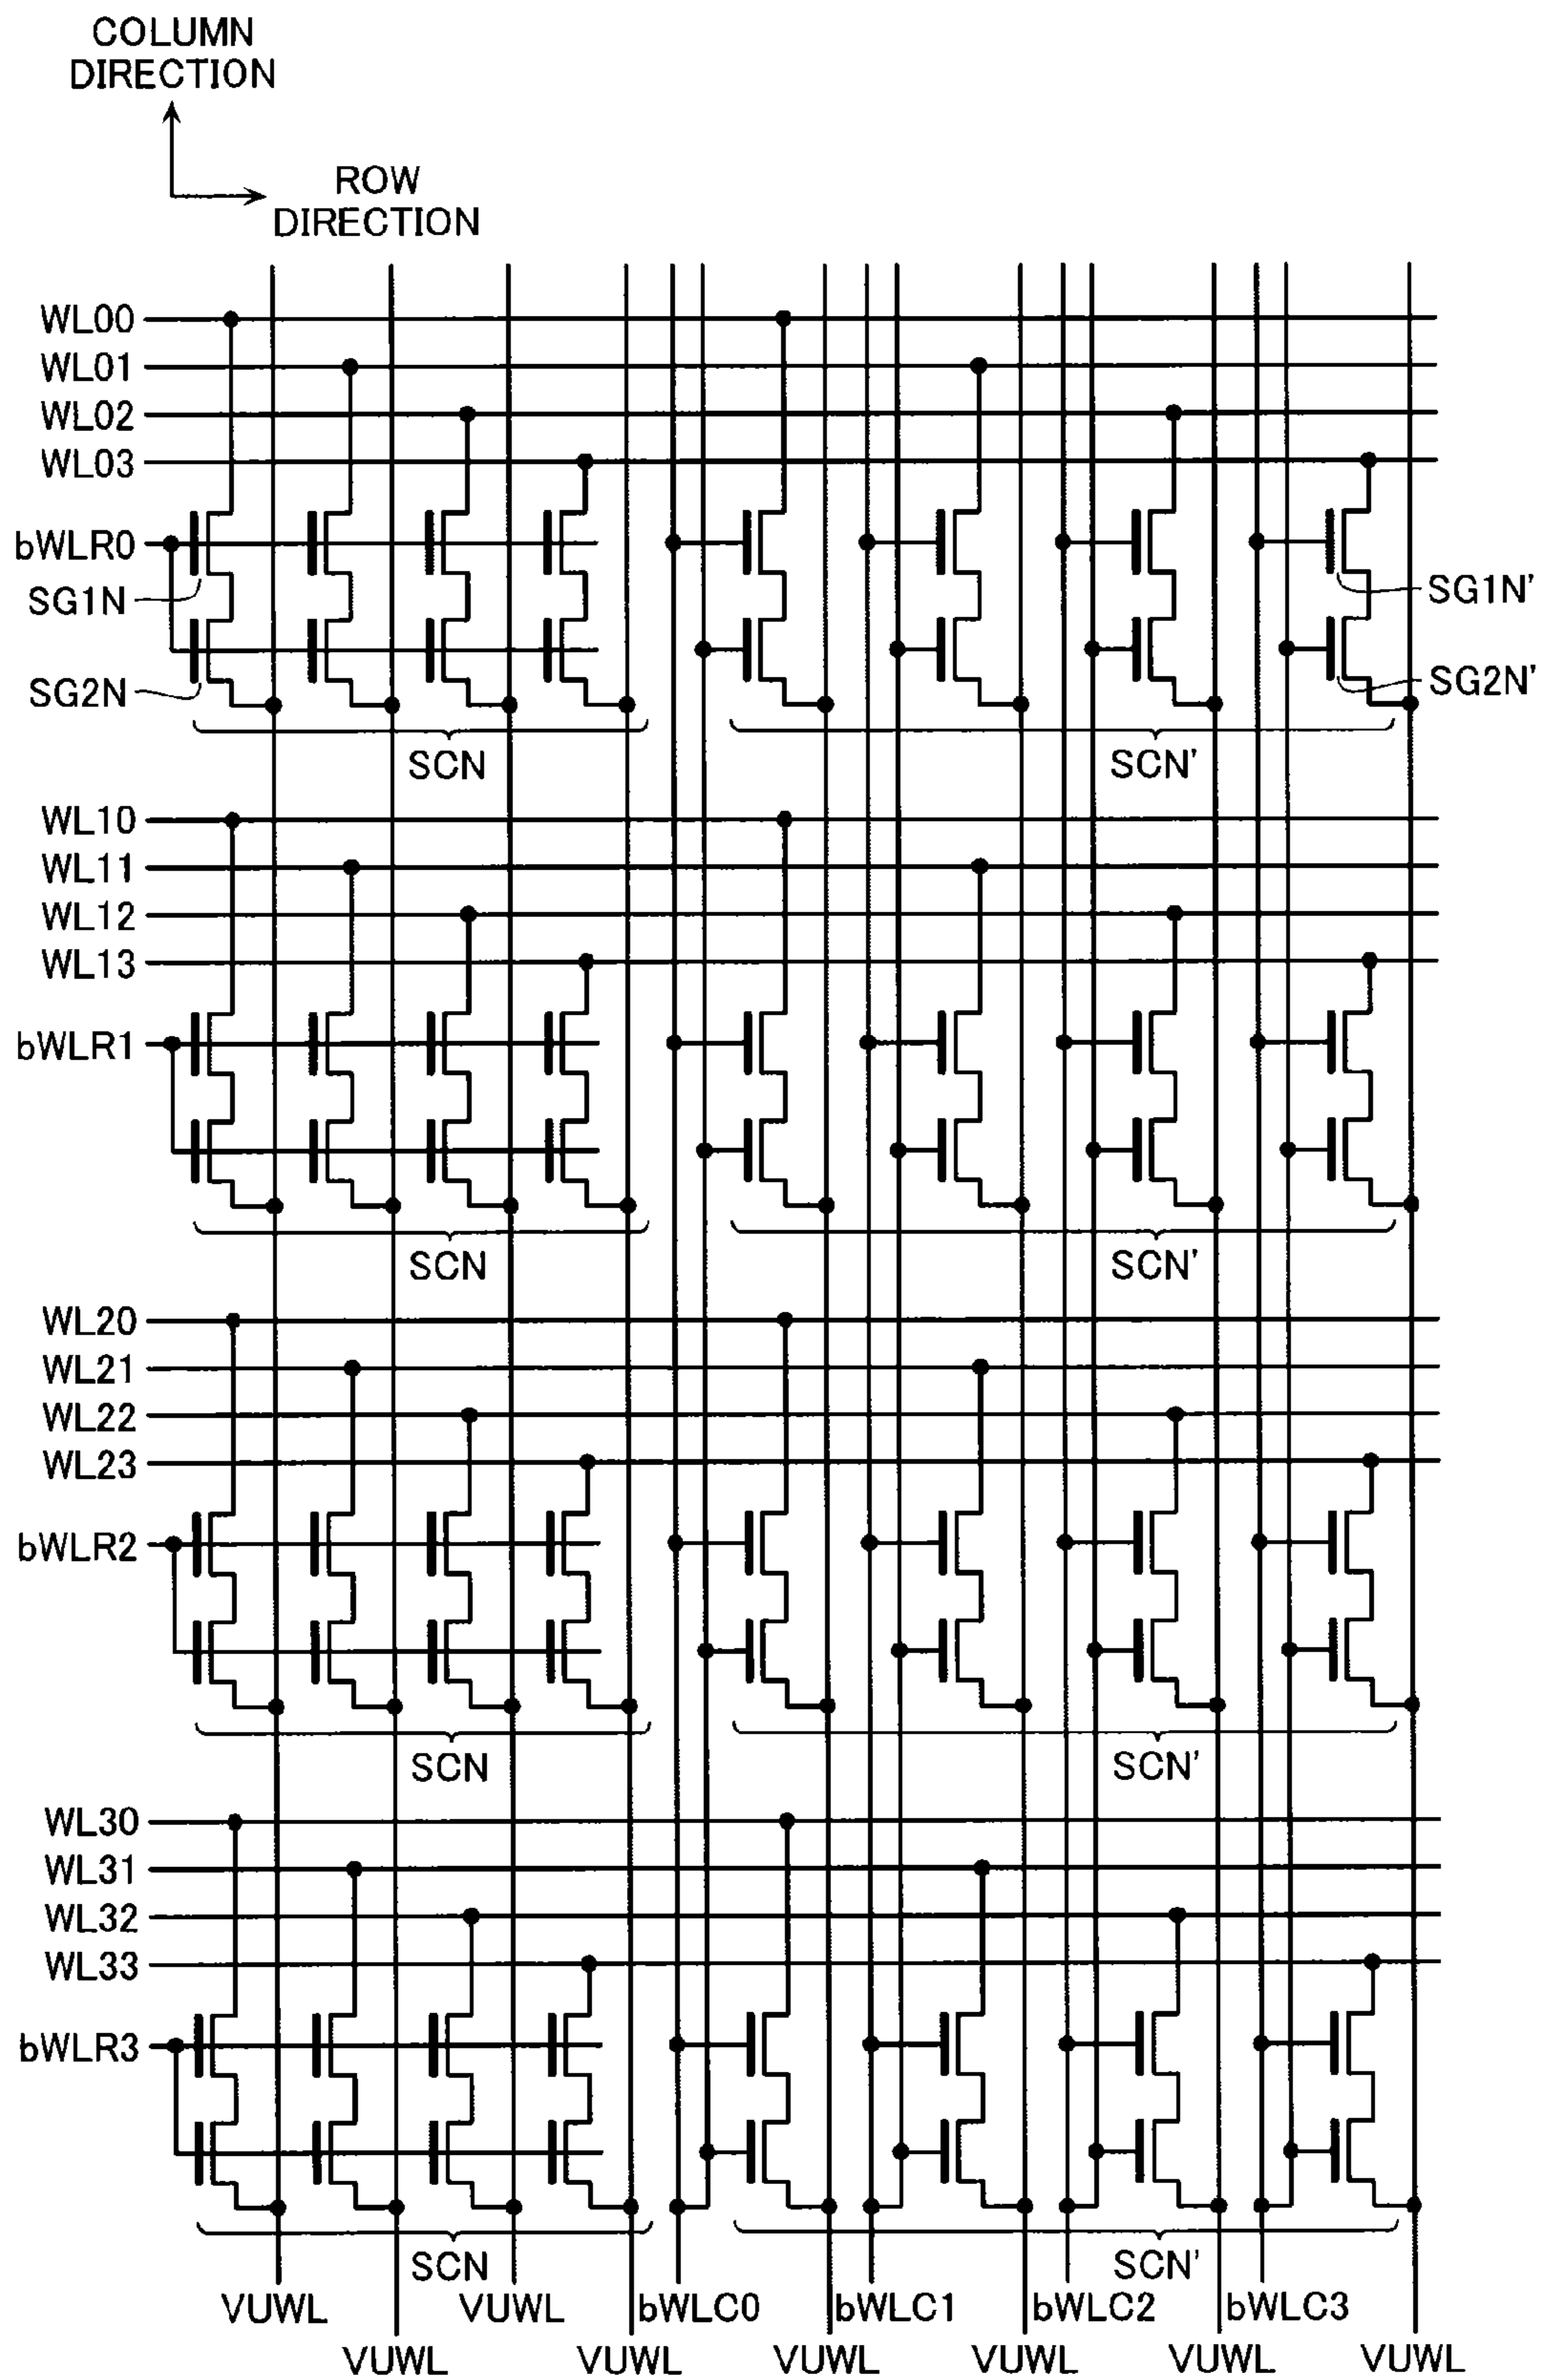 COLUMN
DIRECTION
ROW
DIRECTION
WL00
WL01
WL02
WL03
bWLR0
SG1N
SG1N'
SG2N
SG2N'
SCN
SCN'
WL10
WL11
WL12
WL13
bWLR1
SCN
SCN'
WL20
WL21
WL22
WL23
bWLR2
SCN
SCN'
WL30
WL31
WL32
WL33
bWLR3
SCN
SCN'
VUWL
VUWL
bWLC0
bWLC1
bWLC2
bWLC3
VUWL
VUWL
VUWL
VUWL
VUWL
VUWL